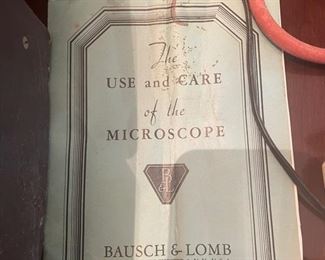 The
USE and CARE
of the
MICROSCOPE
B
&L
BAUSCH & LOMB